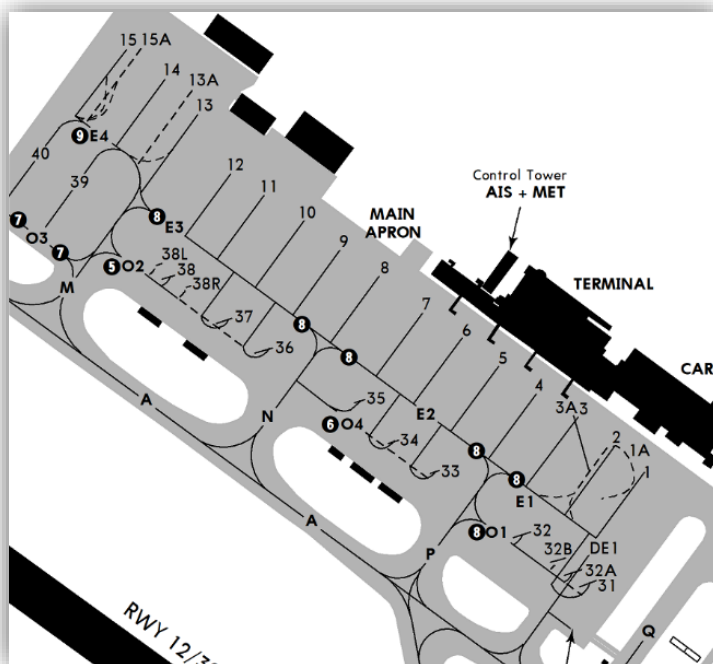 15 15A
14
13A
13
9 E4
40
39
12
11
10
9
8
7
6
5
4
3A 3
2
1A
1
Control Tower
AIS + MET
MAIN
APRON
TERMINAL
CAR
7
O3
7
8
E3
5 O2
38L
38
38R
37
36
M
8
8
35
E2
6 O4
34
33
A
N
8
8
E1
8 O1
32
32B
DE1
32A
31
A
P
Q
RWY 12/30